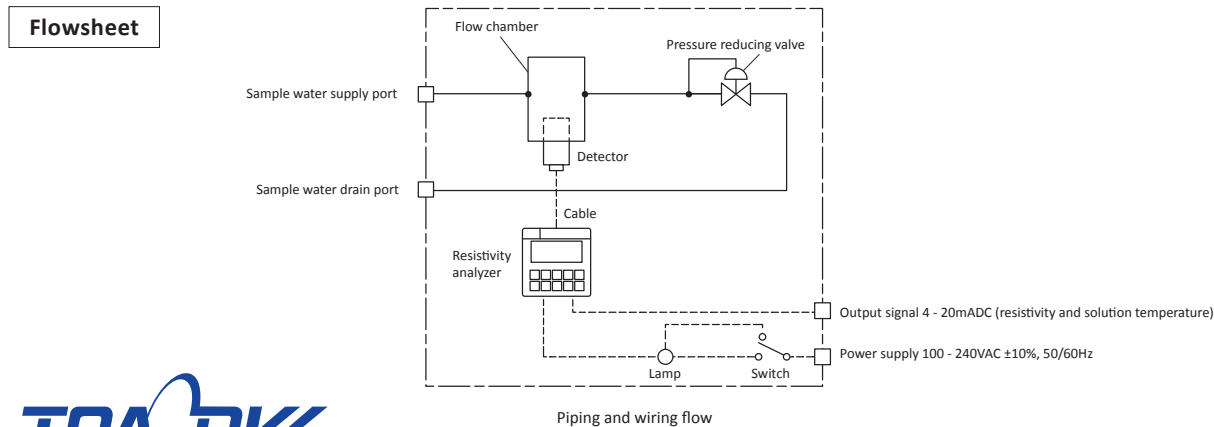 Flowsheet
Flow chamber
Pressure reducing valve
Sample water supply port
Detector
Sample water drain port
Cable
Resistivity
analyzer
Output signal 4 - 20mADC (resistivity and solution temperature)
Power supply 100 - 240VAC ±10%, 50/60Hz
Lamp
Switch
Piping and wiring flow
TOA DKK